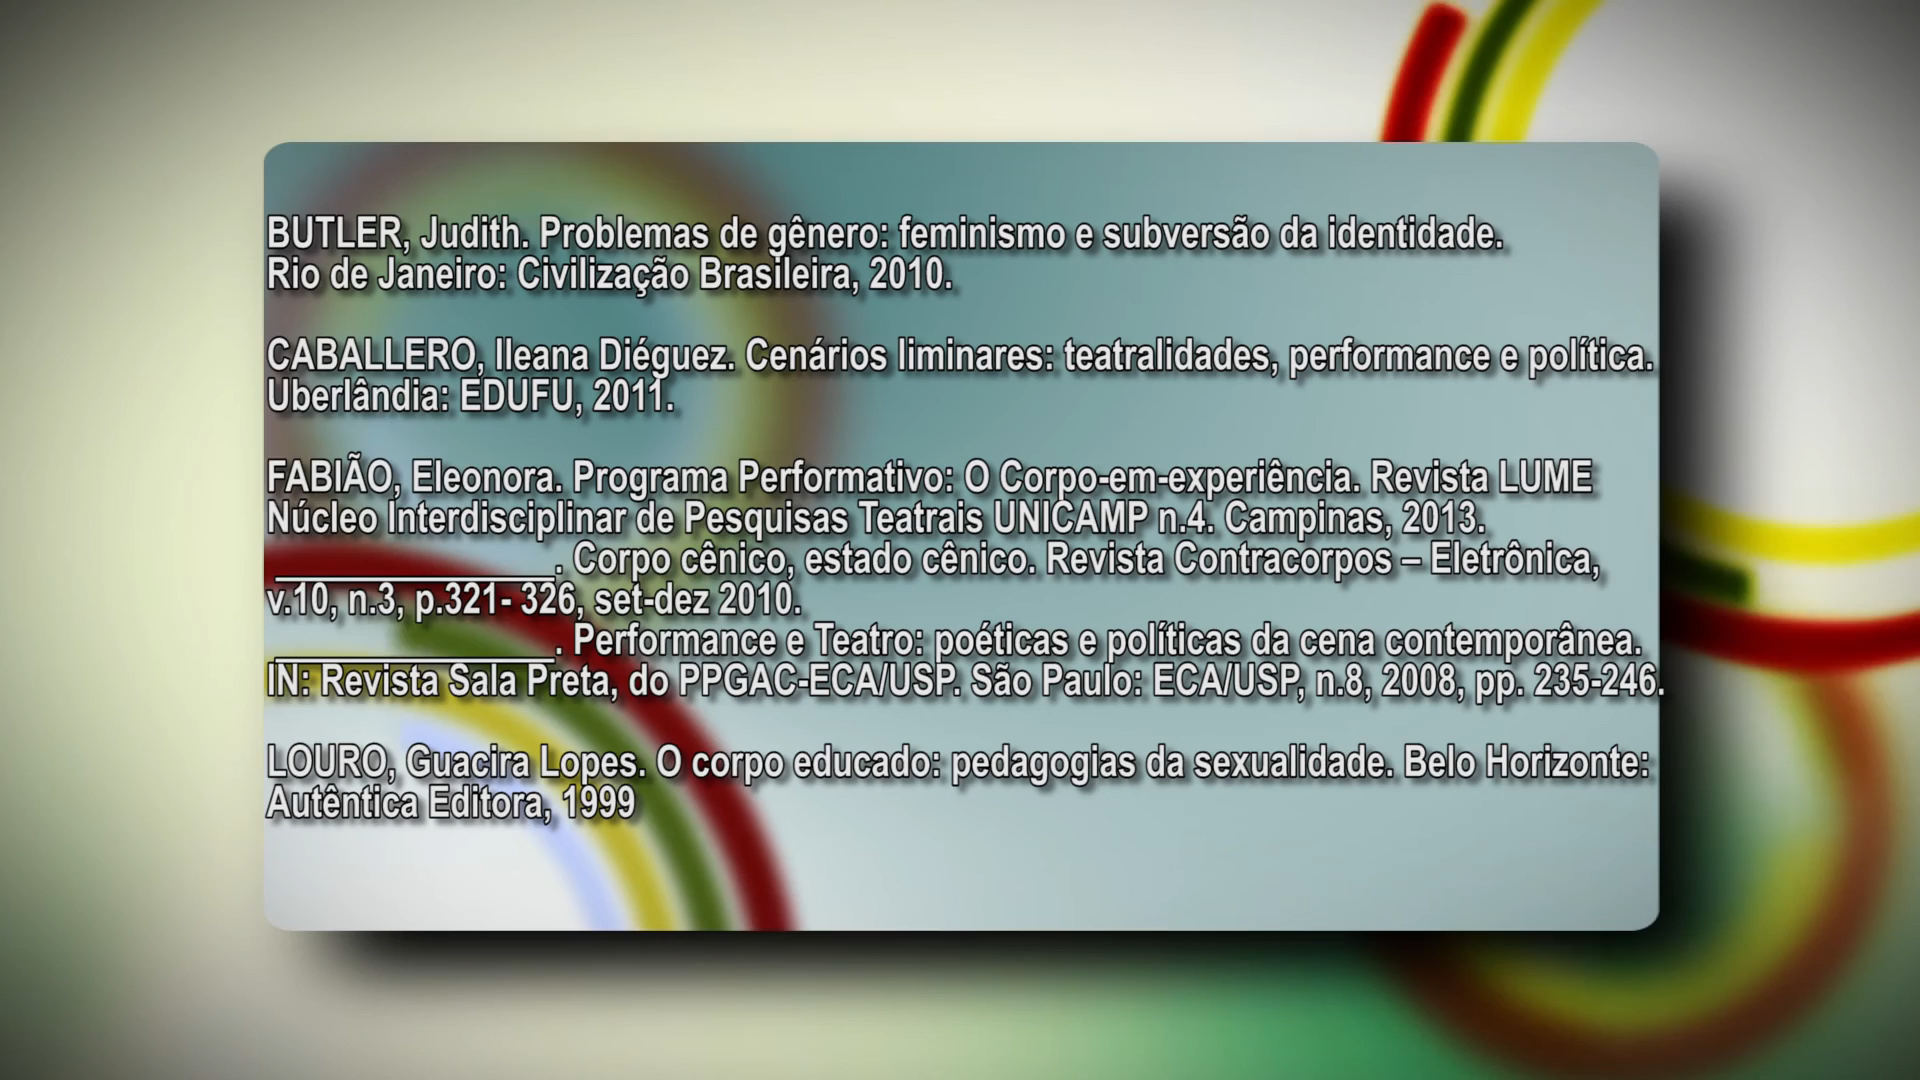 BUTLER, Judith. Problemas de gênero: feminismo e subversão da identidade.
Rio de Janeiro: Civilização Brasileira, 2010.
CABALLERO, Ileana Diéguez. Cenários liminares: teatralidades, performance e política.
Uberlândia: EDUFU, 2011.
FABIÃO, Eleonora. Programa Performativo: O Corpo-em-experiência. Revista LUME
Núcleo Interdisciplinar de Pesquisas Teatrais UNICAMP n.4. Campinas, 2013.
______________. Corpo cênico, estado cênico. Revista Contracorpos – Eletrônica,
v.10, n.3, p.321- 326, set-dez 2010.
______________. Performance e Teatro: poéticas e políticas da cena contemporânea.
IN: Revista Sala Preta, do PPGAC-ECA/USP. São Paulo: ECA/USP, n.8, 2008, pp. 235-246.
LOURO, Guacira Lopes. O corpo educado: pedagogias da sexualidade. Belo Horizonte:
Autêntica Editora, 1999